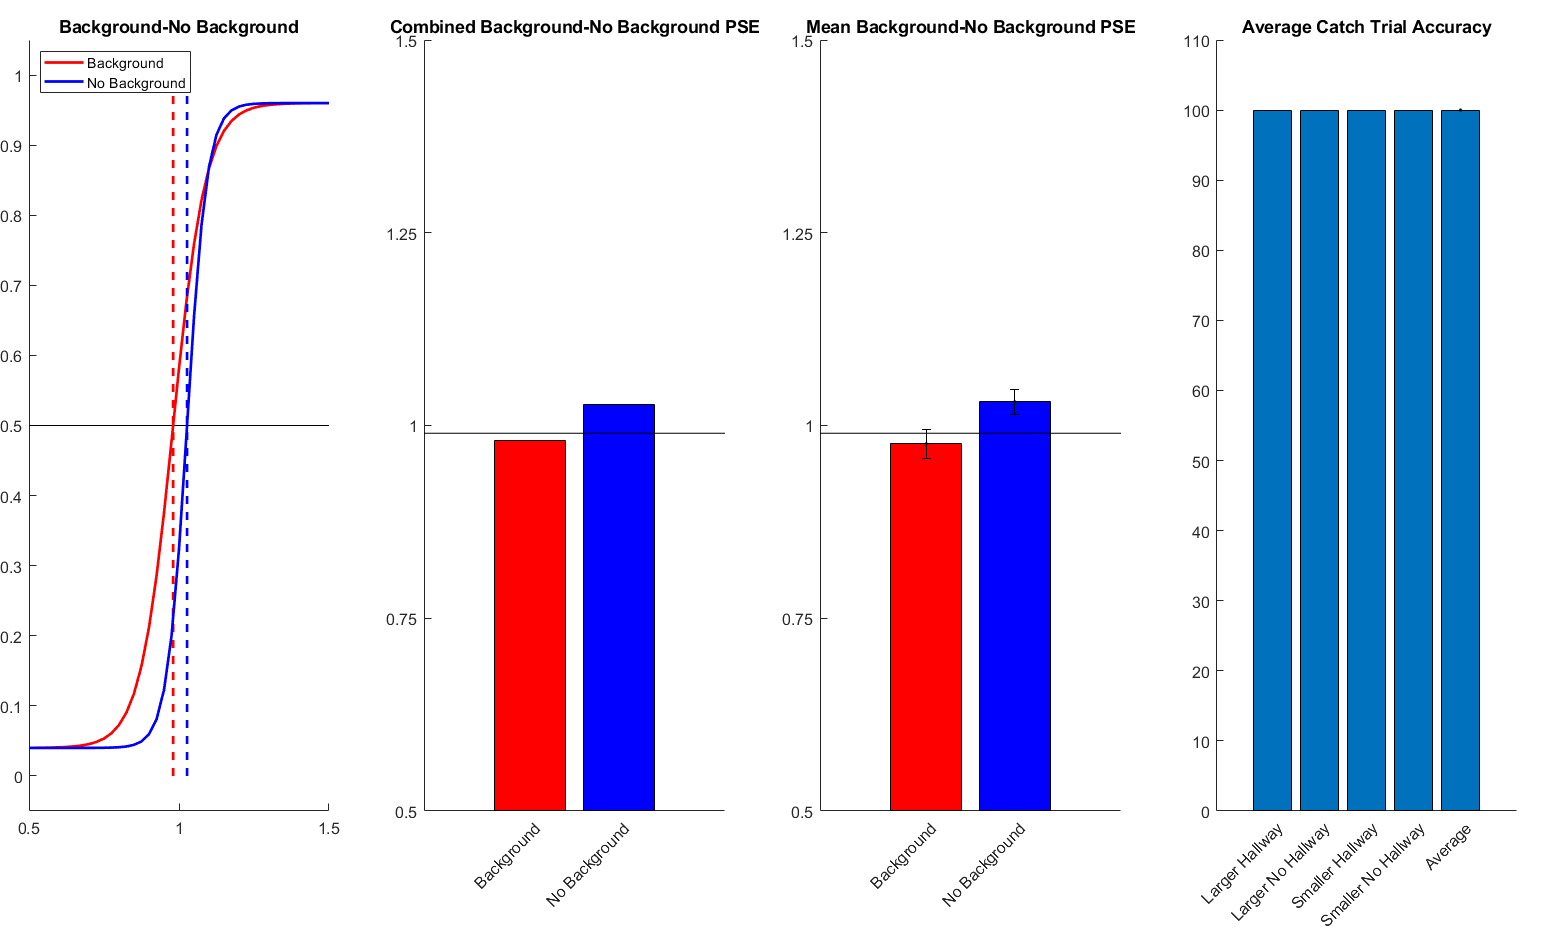 Background-No Background
Background
No Background
1
0.9
0.8
0.7
0.6
0.5
0.4
0.3
0.2
0.1
0
0.5
1
1.5
Combined Background-No Background PSE
1.5
1.25
1
0.75
0.5
Background
No Background
Mean Background-No Background PSE
1.5
1.25
1
0.75
0.5
Background
No Background
Average Catch Trial Accuracy
110
100
90
80
70
60
50
40
30
20
10
0
Larger Hallway
Larger No Hallway
Smaller Hallway
Smaller No Hallway
Average